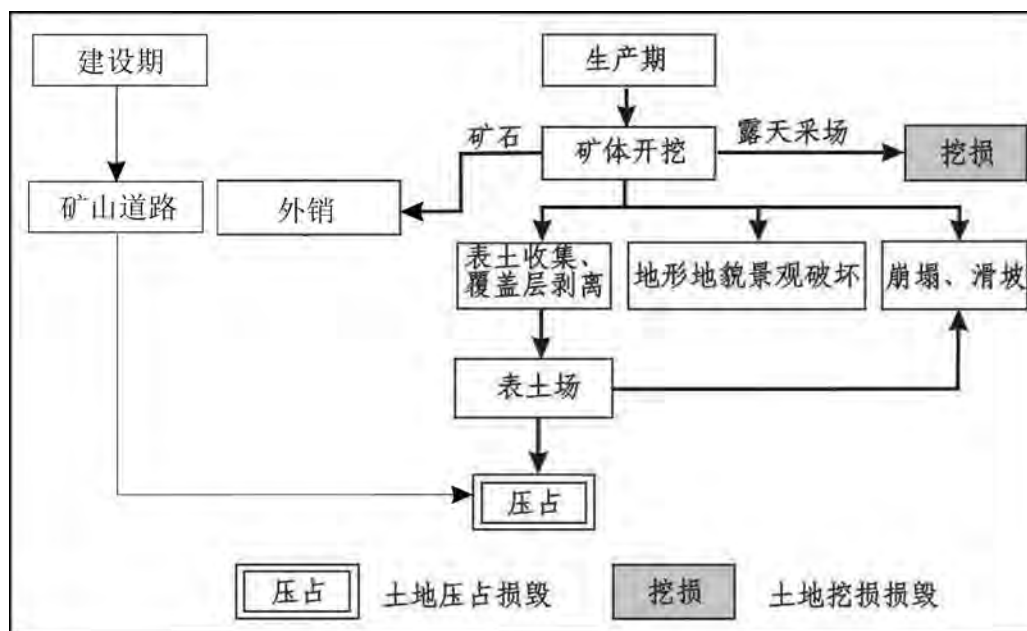 建设期
生产期
矿石
矿体开挖
露天采场
挖损
矿山道路
外销
表土收集、
覆盖层剥离
地形地貌景观破坏
崩塌、滑坡
表土场
压占
压占
土地压占损毁
挖损
土地挖损损毁